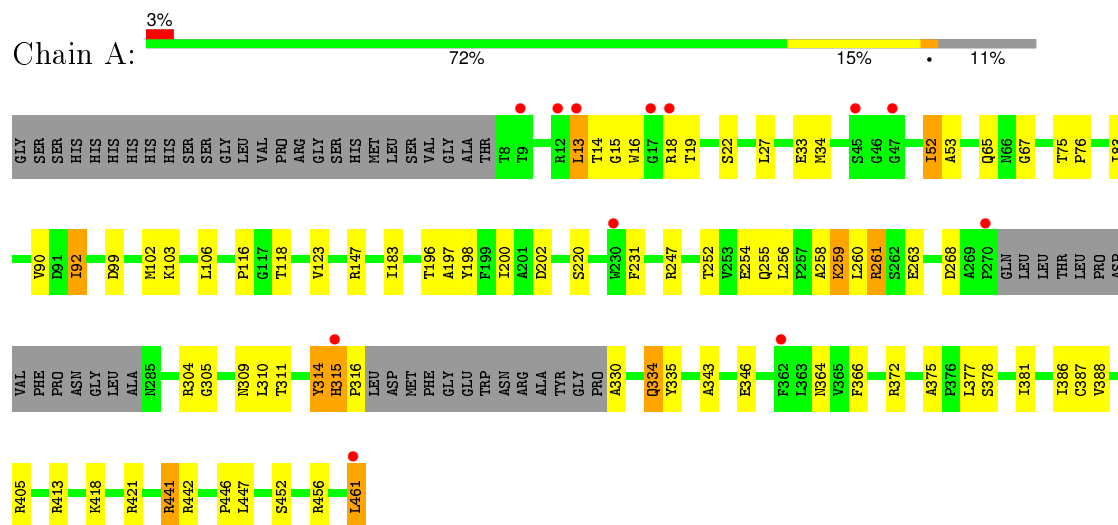 3%
Chain A:
72% 15% • 11%
GLY SER SER HIS HIS HIS HIS HIS HIS SER SER GLY LEU VAL PRO ARG GLY SER HIS MET LEU SER VAL GLY ALA THR T8 T9 R12 L13 T14 G15 W16 G17 R18 T19 S22 L27 E33 M34 S45 G46 G47 I52 A53 Q65 N66 G67 T75 P76
V90 D91 I92 D99 M102 K103 L106 P116 G117 T118 V123 R147 I183 T196 A197 Y198 F199 I200 A201 D202 S220 W230 F231 R247 T252 V253 E254 Q255 L256 P257 A258 K259 L260 R261 S262 E263 D268 A269 P270 GLN LEU LEU THR LEU PRO ASP
VAL PHE PRO ASN GLY LEU ALA N285 R304 G305 N309 L310 T311 Y314 H315 P316 LEU ASP MET PHE GLY GLU TRP ASN ARG ALA TYR GLY PRO A330 Q334 Y335 A343 E346 F362 L363 N364 V365 F366 R372 A375 P376 L377 S378 I381 I386 C387 V388
R405 R413 K418 R421 R441 R442 P446 L447 S452 R456 L461